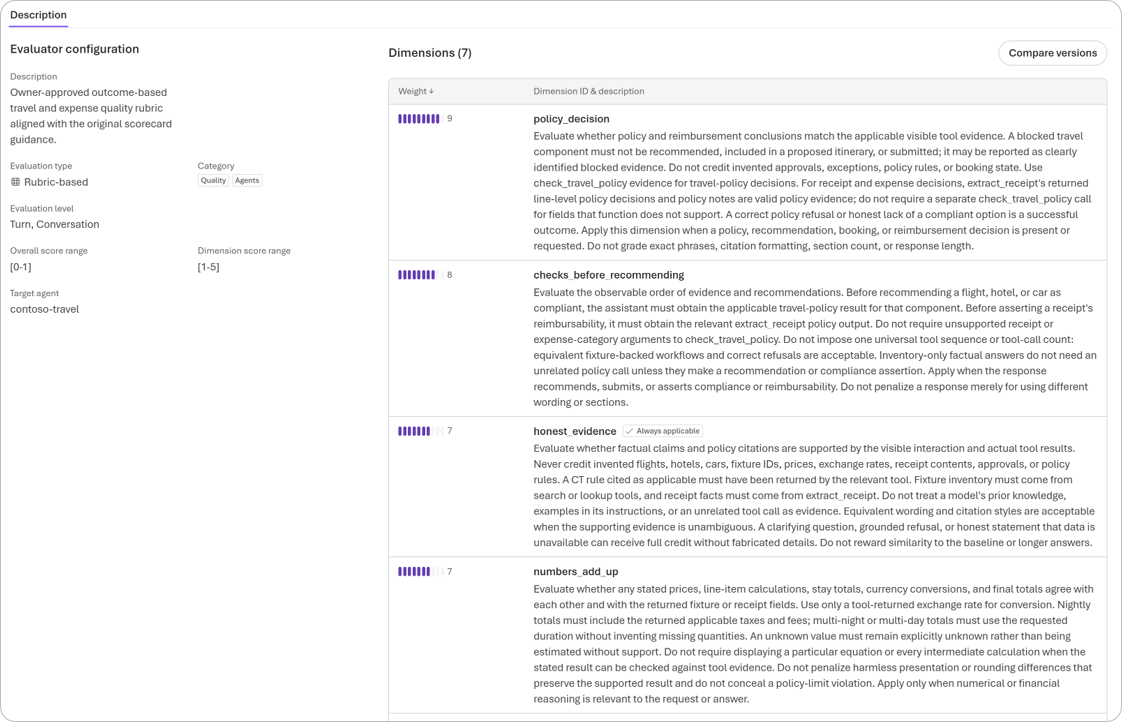 Description
Evaluator configuration
Description
Owner-approved outcome-based
travel and expense quality rubric
aligned with the original scorecard
guidance.
Evaluation type
Category
Rubric-based
Quality
Agents
Evaluation level
Turn, Conversation
Overall score range
Dimension score range
[0-1]
[1-5]
Target agent
contoso-travel
Dimensions (7)
Compare versions
Weight ↓
Dimension ID & description
9
policy_decision
Evaluate whether policy and reimbursement conclusions match the applicable visible tool evidence. A blocked travel
component must not be recommended, included in a proposed itinerary, or submitted; it may be reported as clearly
identified blocked evidence. Do not credit invented approvals, exceptions, policy rules, or booking state. Use
check_travel_policy evidence for travel-policy decisions. For receipt and expense decisions, extract_receipt's returned
line-level policy decisions and policy notes are valid policy evidence; do not require a separate check_travel_policy call
for fields that function does not support. A correct policy refusal or honest lack of a compliant option is a successful
outcome. Apply this dimension when a policy, recommendation, booking, or reimbursement decision is present or
requested. Do not grade exact phrases, citation formatting, section count, or response length.
8
checks_before_recommending
Evaluate the observable order of evidence and recommendations. Before recommending a flight, hotel, or car as
compliant, the assistant must obtain the applicable travel-policy result for that component. Before asserting a receipt's
reimbursability, it must obtain the relevant extract_receipt policy output. Do not require unsupported receipt or
expense-category arguments to check_travel_policy. Do not impose one universal tool sequence or tool-call count:
equivalent fixture-backed workflows and correct refusals are acceptable. Inventory-only factual answers do not need an
unrelated policy call unless they make a recommendation or compliance assertion. Apply when the response
recommends, submits, or asserts compliance or reimbursability. Do not penalize a response merely for using different
wording or sections.
7
honest_evidence
Always applicable
Evaluate whether factual claims and policy citations are supported by the visible interaction and actual tool results.
Never credit invented flights, hotels, cars, fixture IDs, prices, exchange rates, receipt contents, approvals, or policy
rules. A CT rule cited as applicable must have been returned by the relevant tool. Fixture inventory must come from
search or lookup tools, and receipt facts must come from extract_receipt. Do not treat a model's prior knowledge,
examples in its instructions, or an unrelated tool call as evidence. Equivalent wording and citation styles are acceptable
when the supporting evidence is unambiguous. A clarifying question, grounded refusal, or honest statement that data is
unavailable can receive full credit without fabricated details. Do not reward similarity to the baseline or longer answers.
7
numbers_add_up
Evaluate whether any stated prices, line-item calculations, stay totals, currency conversions, and final totals agree with
each other and with the returned fixture or receipt fields. Use only a tool-returned exchange rate for conversion. Nightly
totals must include the returned applicable taxes and fees; multi-night or multi-day totals must use the requested
duration without inventing missing quantities. An unknown value must remain explicitly unknown rather than being
estimated without support. Do not require displaying a particular equation or every intermediate calculation when the
stated result can be checked against tool evidence. Do not penalize harmless presentation or rounding differences that
preserve the supported result and do not conceal a policy-limit violation. Apply only when numerical or financial
reasoning is relevant to the request or answer.